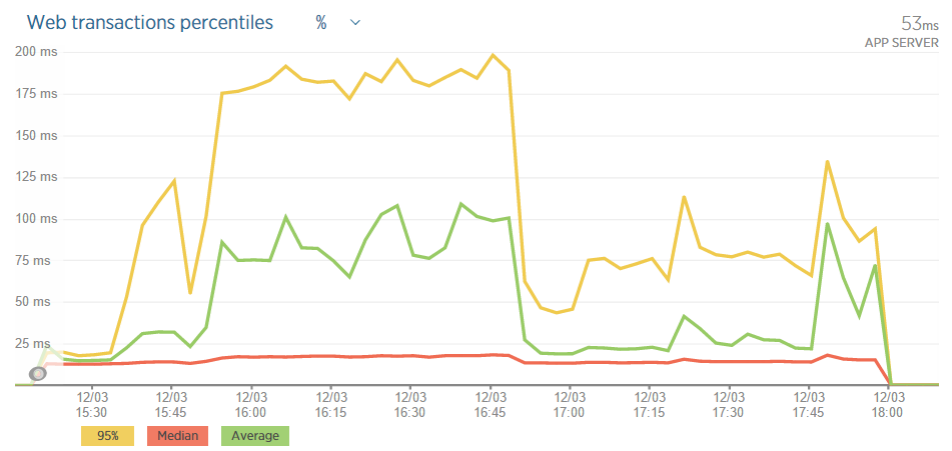 Web transactions percentiles %
53ms
APP SERVER
200 ms
175 ms
150 ms
125 ms
100 ms
75 ms
50 ms
25 ms
12/03 12/03 12/03 12/03 12/03 12/03 12/03 12/03 12/03 12/03 12/03
15:30 15:45 16:00 16:15 16:30 16:45 17:00 17:15 17:30 17:45 18:00
95% Median Average